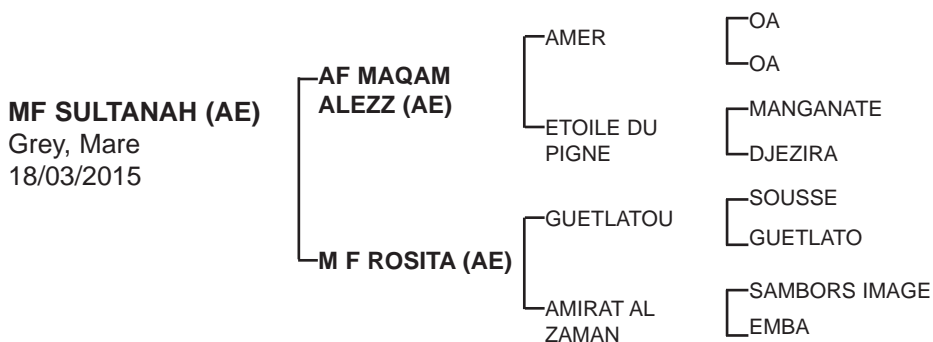 MF SULTANAH (AE)
Grey, Mare
18/03/2015
AF MAQAM
ALEZZ (AE)
M F ROSITA (AE)
AMER
ETOILE DU
PIGNE
GUETLATOU
AMIRAT AL
ZAMAN
OA
OA
MANGANATE
DJEZIRA
SOUSSE
GUETLATO
SAMBORS IMAGE
EMBA